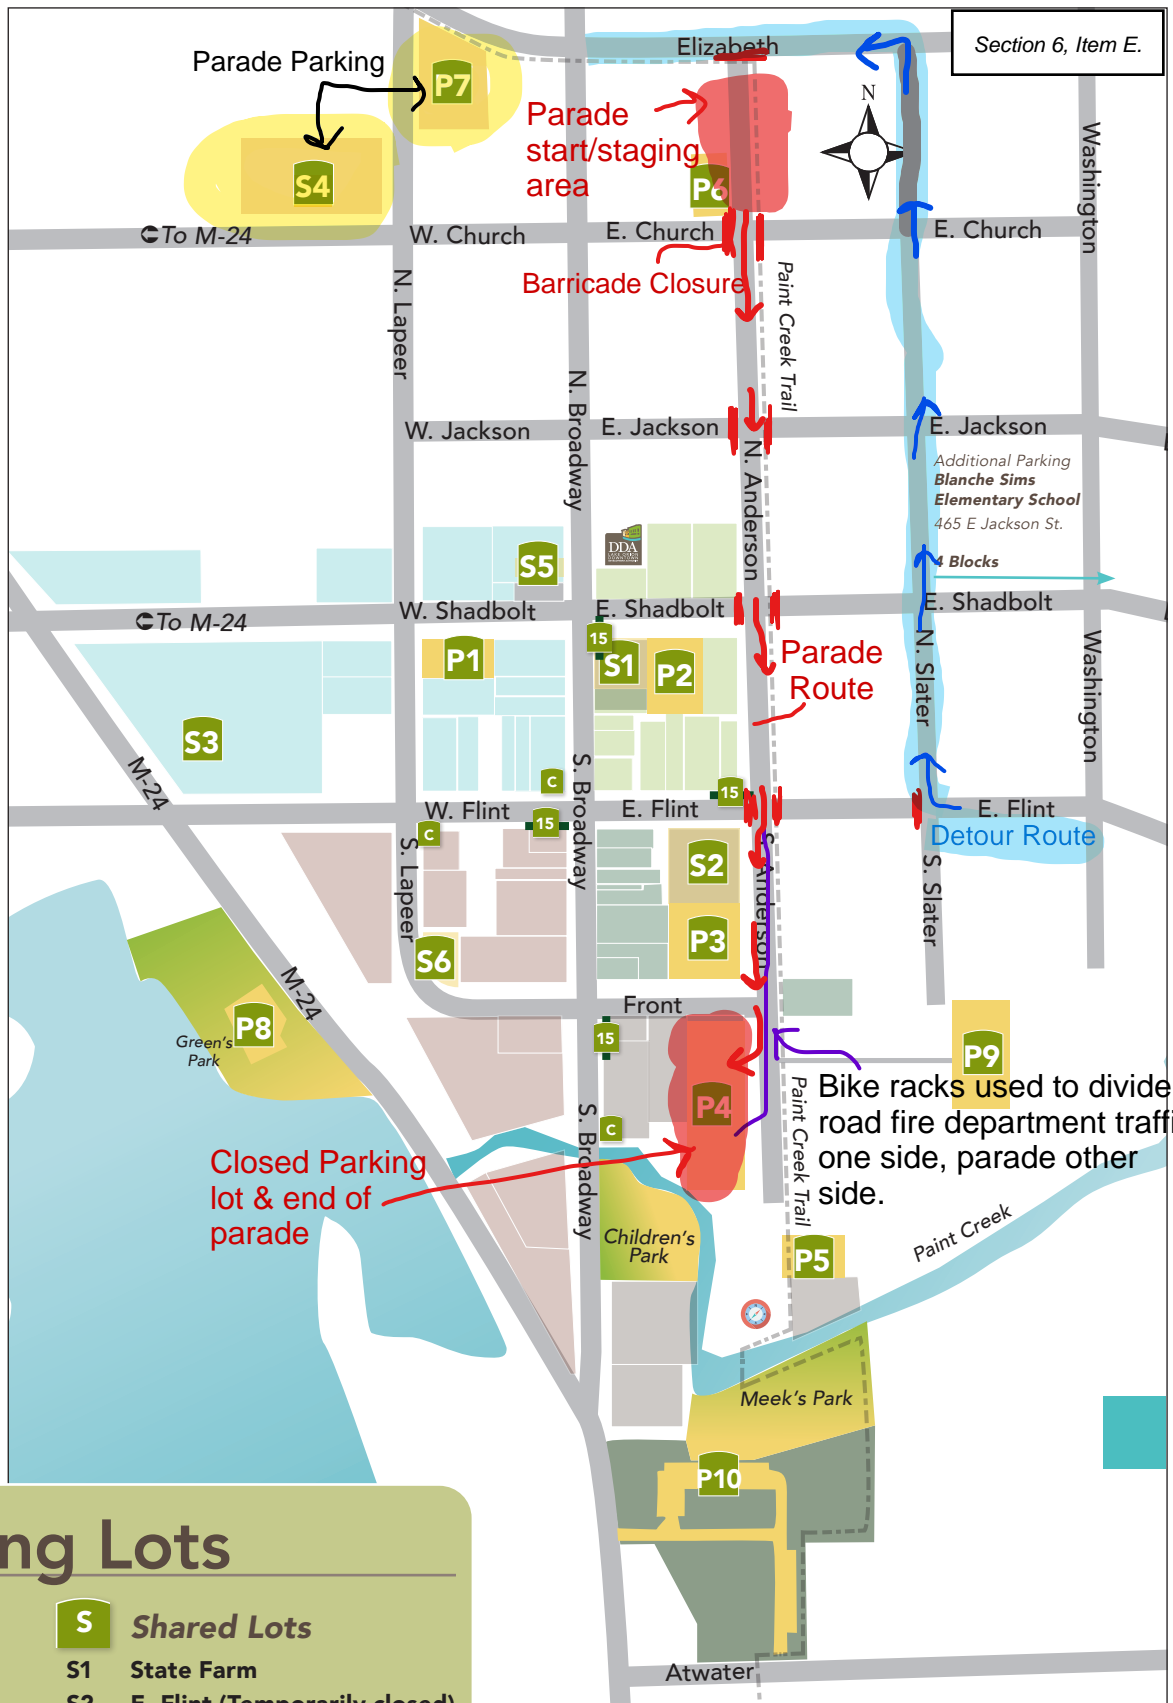 Section 6, Item E.
Elizabeth
Parade Parking
P7
Parade
start/staging
area
N
S4
P6
Washington
To M-24
W. Church
E. Church
E. Church
Barricade Closure
N. Lapeer
Paint Creek Trail
N. Broadway
W. Jackson
E. Jackson
E. Jackson
N. Anderson
Additional Parking
Blanche Sims
Elementary School
465 E Jackson St.
4 Blocks
DDA
S5
To M-24
W. Shadbolt
E. Shadbolt
E. Shadbolt
15
P1
S1
P2
Parade
Route
N. Slater
Washington
S3
M-24
S. Broadway
C
15
W. Flint
E. Flint
E. Flint
15
C
Detour Route
S. Lapeer
S2
S. Anderson
S. Slater
P3
S6
M-24
Front
P8
Green's
Park
15
P9
P4
Bike racks used to divide
road fire department traffi
one side, parade other
side.
Paint Creek Trail
C
S. Broadway
Closed Parking
lot & end of
parade
Children's
Park
P5
Paint Creek
Meek's Park
P10
ng Lots
S
Shared Lots
S1 State Farm
S2 E. Flint (Temporarily closed)
Atwater